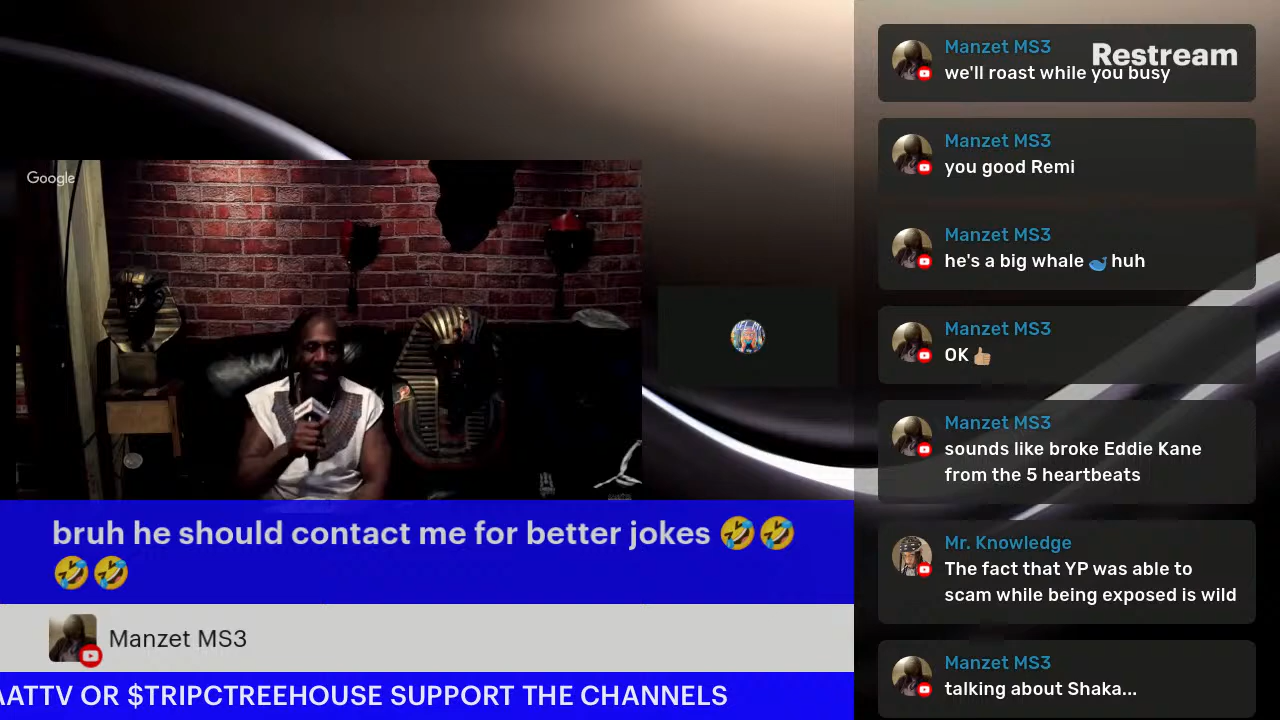 Google
bruh he should contact me for better jokes 🤣🤣
🤣🤣
Manzet MS3
AATTV OR $TRIPCTREEHOUSE SUPPORT THE CHANNELS
Restream
Manzet MS3
we'll roast while you busy
Manzet MS3
you good Remi
Manzet MS3
he's a big whale 🐋 huh
Manzet MS3
OK 👍🏼
Manzet MS3
sounds like broke Eddie Kane
from the 5 heartbeats
Mr. Knowledge
The fact that YP was able to
scam while being exposed is wild
Manzet MS3
talking about Shaka...